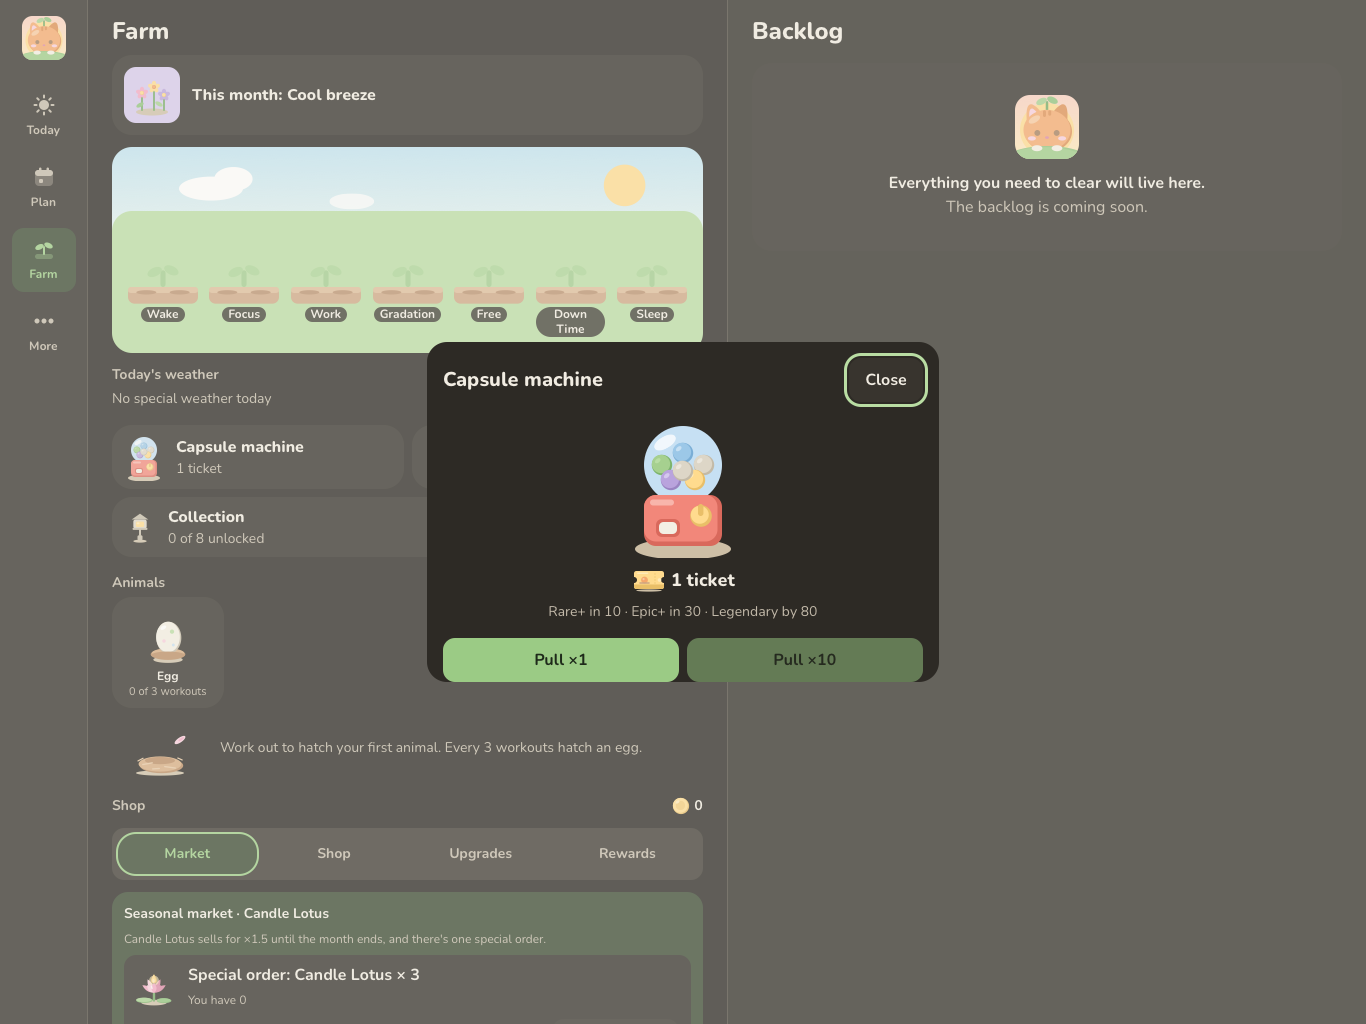 Farm
Backlog
This month: Cool breeze
Today
Plan
Farm
More
Everything you need to clear will live here.
The backlog is coming soon.
Wake
Focus
Work
Gradation
Free
Down
Time
Sleep
Today's weather
No special weather today
Capsule machine
1 ticket
Collection
0 of 8 unlocked
Capsule machine
Close
1 ticket
Rare+ in 10 · Epic+ in 30 · Legendary by 80
Pull ×1
Pull ×10
Animals
Egg
0 of 3 workouts
Work out to hatch your first animal. Every 3 workouts hatch an egg.
Shop
0
Market
Shop
Upgrades
Rewards
Seasonal market · Candle Lotus
Candle Lotus sells for ×1.5 until the month ends, and there's one special order.
Special order: Candle Lotus × 3
You have 0